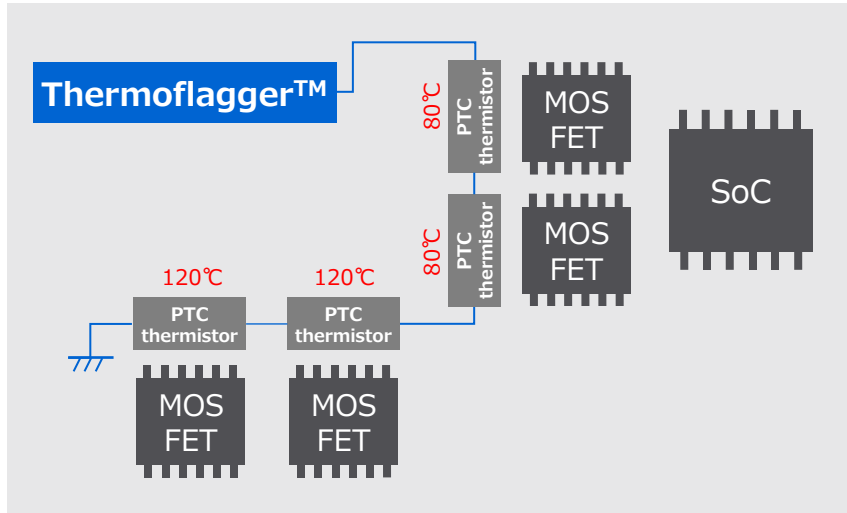 Thermoflagger™
80℃
PTC
thermistor
MOS
FET
SoC
80℃
PTC
thermistor
MOS
FET
120℃
120℃
PTC
thermistor
PTC
thermistor
MOS
FET
MOS
FET